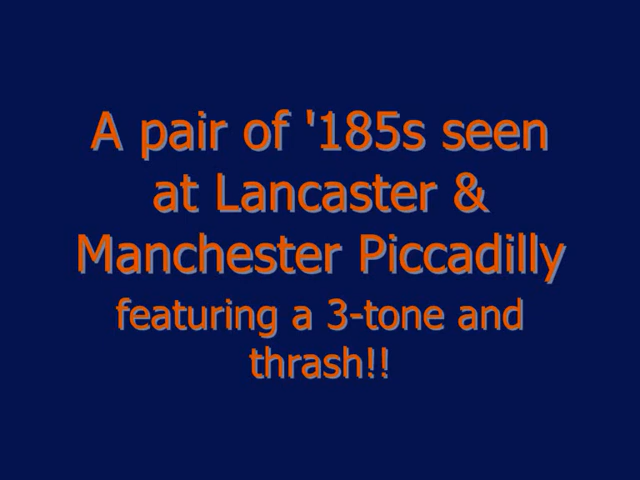 A pair of '185s seen
at Lancaster &
Manchester Piccadilly
featuring a 3-tone and
thrash!!